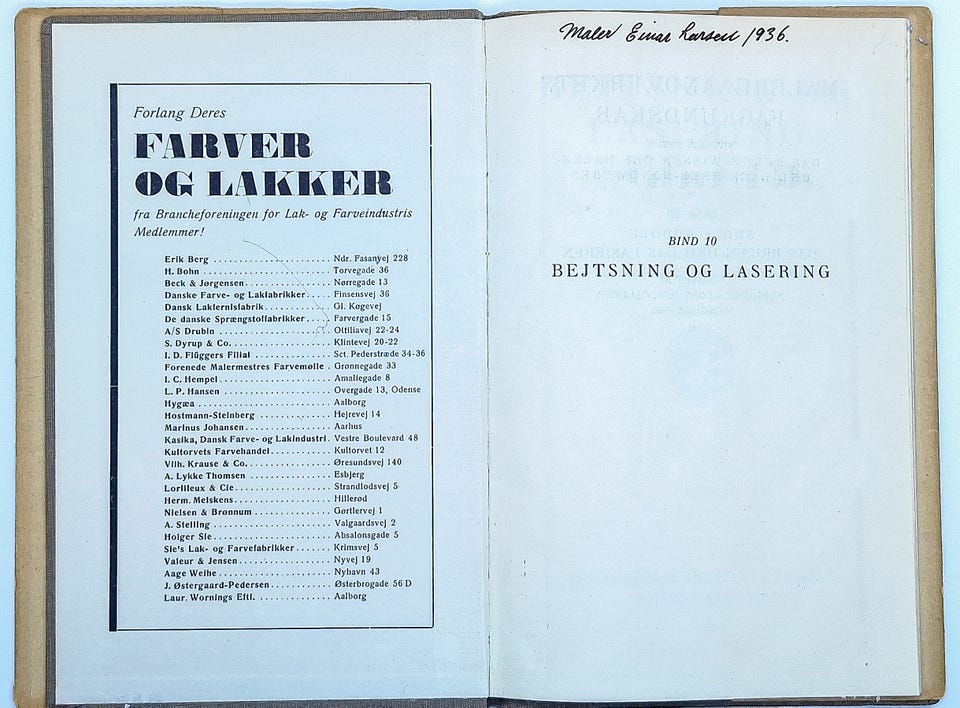 Forlang Deres
FARVER
OG LAKKER
fra Brancheforeningen for Lak- og Farveindustris
Medlemmer!
Erik Berg .................. Ndr. Fasanvej 228
H. Bohn .................... Torvegade 36
Beck & Jørgensen............. Nørregade 13
Danske Farve- og Lakfabrikker..... Finsensvej 36
Dansk Lakfernisfabrik............ Gl. Køgevej
De danske Sprængstoffabrikker..... Farvergade 15
A/S Drubin .................. Ottiliavej 22-24
S. Dyrup & Co. ............... Klintevej 20-22
I. D. Flüggers Filial ............. Sct. Pederstræde 34-36
Forenede Malermestres Farvemølle . Grønnegade 33
I. C. Hempel.................. Amaliegade 8
L. P. Hansen ................. Overgade 13, Odense
Hygæa ...................... Aalborg
Hostmann-Steinberg ............ Hejrevej 14
Marinus Johansen.............. Aarhus
Kasika, Dansk Farve- og Lakindustri. Vestre Boulevard 48
Kultorvets Farvehandel........... Kultorvet 12
Vilh. Krause & Co. ............. Øresundsvej 140
A. Lykke Thomsen ............. Esbjerg
Lorilleux & Cie................ Strandlodsvej 5
Herm. Meiskens................ Hillerød
Nielsen & Brønnum ............. Gørtlervej 1
A. Stelling ................... Valgaardsvej 2
Holger Sie.................... Absalonsgade 5
Sie's Lak- og Farvefabrikker....... Krimsvej 5
Valeur & Jensen ............... Nyvej 19
Aage Weihe .................. Nyhavn 43
J. Østergaard-Pedersen........... Østerbrogade 56 D
Laur. Wornings Eftf. ............ Aalborg
Maler Einar Larsen 1936.
BIND 10
BEJTSNING OG LASERING